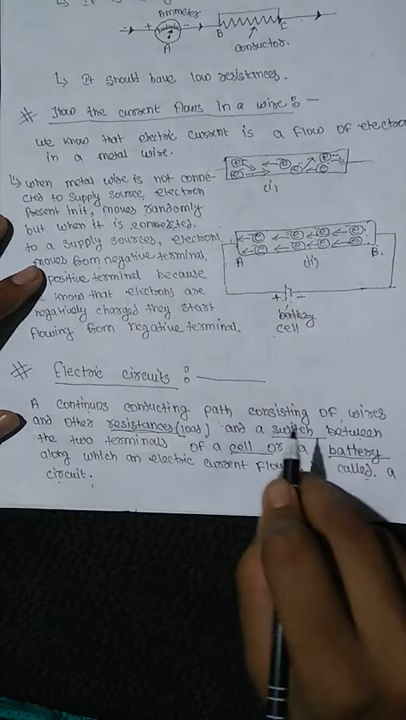 Ammeter
+
-
A
B
C
conductor.
↳ It should have low resistances.
# How the current flows in a wire :-
we know that electric current is a flow of electro
in a metal wire.
(i)
↳ when metal wire is not conne-
cted to supply source, electron
Present in it, moves randomly
but when it is connected
to a supply sources, electrons
moves from negative terminal
positive terminal because
know that electrons are
negatively charged they start
flowing from negative terminal.
A
(ii)
B.
+ -
battery
cell
# Electric circuits :
A continuos conducting path consisting of wires
and other resistances (load) and a switch between
the two terminals of a cell or a battery
along which an electric current flow called a
circuit.